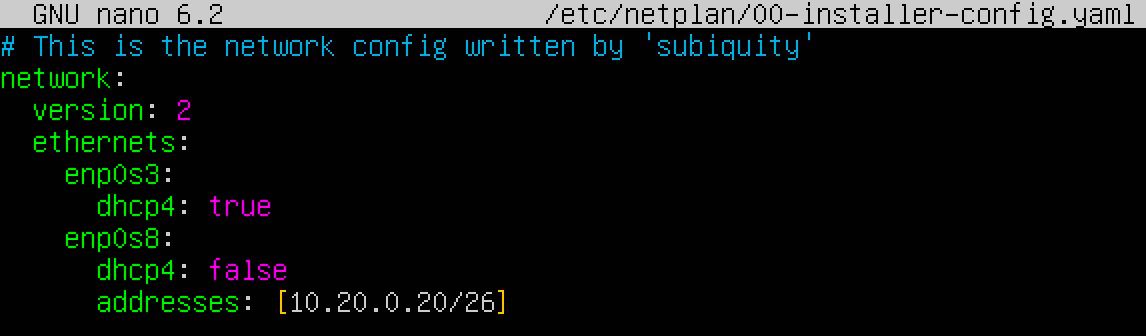 GNU nano 6.2 /etc/netplan/00-installer-config.yaml
# This is the network config written by 'subiquity'
network:
  version: 2
  ethernets:
    enp0s3:
      dhcp4: true
    enp0s8:
      dhcp4: false
      addresses: [10.20.0.20/26]